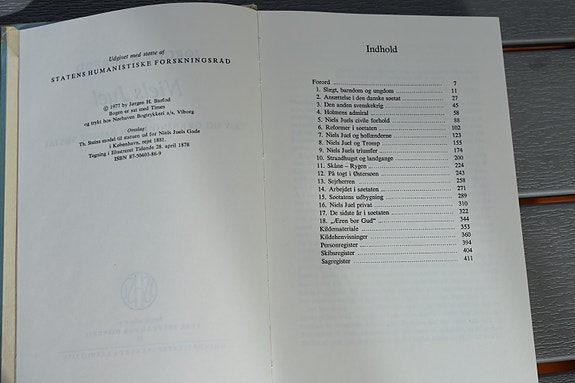 Udgivet med støtte af
STATENS HUMANISTISKE FORSKNINGSRÅD
© 1977 by Jørgen H. Barfod
Bogen er sat med Times
og trykt hos Nørhaven Bogtrykkeri a/s, Viborg
Omslag:
Th. Steins model til statuen ud for Niels Juels Gade
i København, rejst 1881.
Tegning i Illustreret Tidende 28. april 1878
ISBN 87-50403-86-9
Indhold
Forord 7
1. Slægt, barndom og ungdom 11
2. Ansættelse i den danske søetat 27
3. Den anden svenskekrig 45
4. Holmens admiral 58
5. Niels Juels civile forhold 88
6. Reformer i søetaten 102
7. Niels Juel og hollænderne 123
8. Niels Juel og Tromp 155
9. Niels Juels triumfer 174
10. Strandhugst og landgange 200
11. Skåne – Rygen 224
12. På togt i Østersøen 243
13. Sejrherren 258
14. Arbejdet i søetaten 271
15. Søetatens udbygning 289
16. Niels Juel privat 310
17. De sidste år i søetaten 322
18. „Æren bør Gud“ 344
Kildemateriale 353
Kildehenvisninger 360
Personregister 394
Skibsregister 404
Sagregister 411